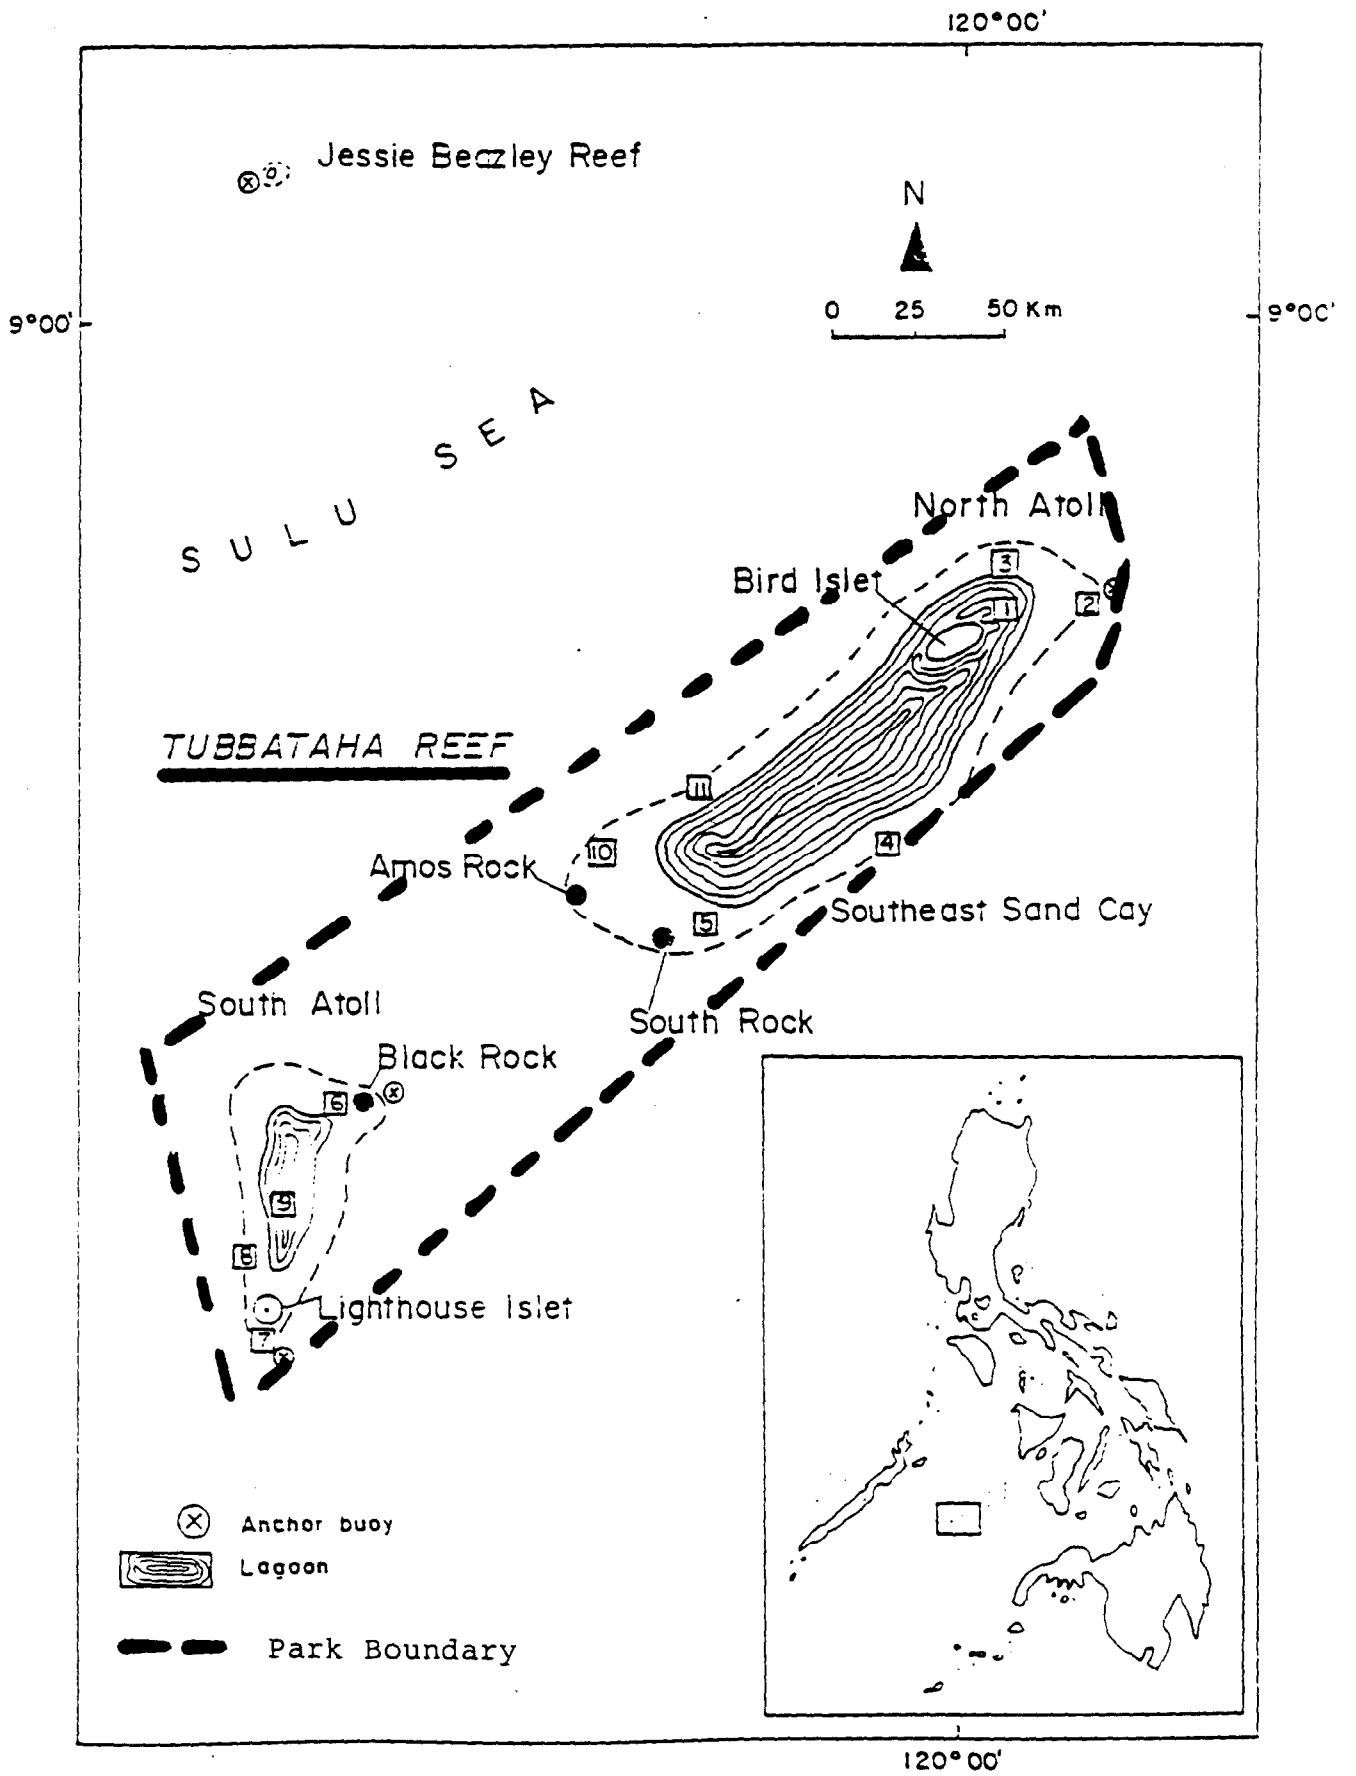 120°00'
Jessie Beazley Reef
N
0 25 50 Km
9°00'
9°00'
SULU SEA
North Atoll
3
Bird Islet
1
2
TUBBATAHA REEF
11
4
10
Amos Rock
5
Southeast Sand Cay
South Atoll
South Rock
Black Rock
6
9
8
Lighthouse Islet
7
Anchor buoy
Lagoon
Park Boundary
120°00'